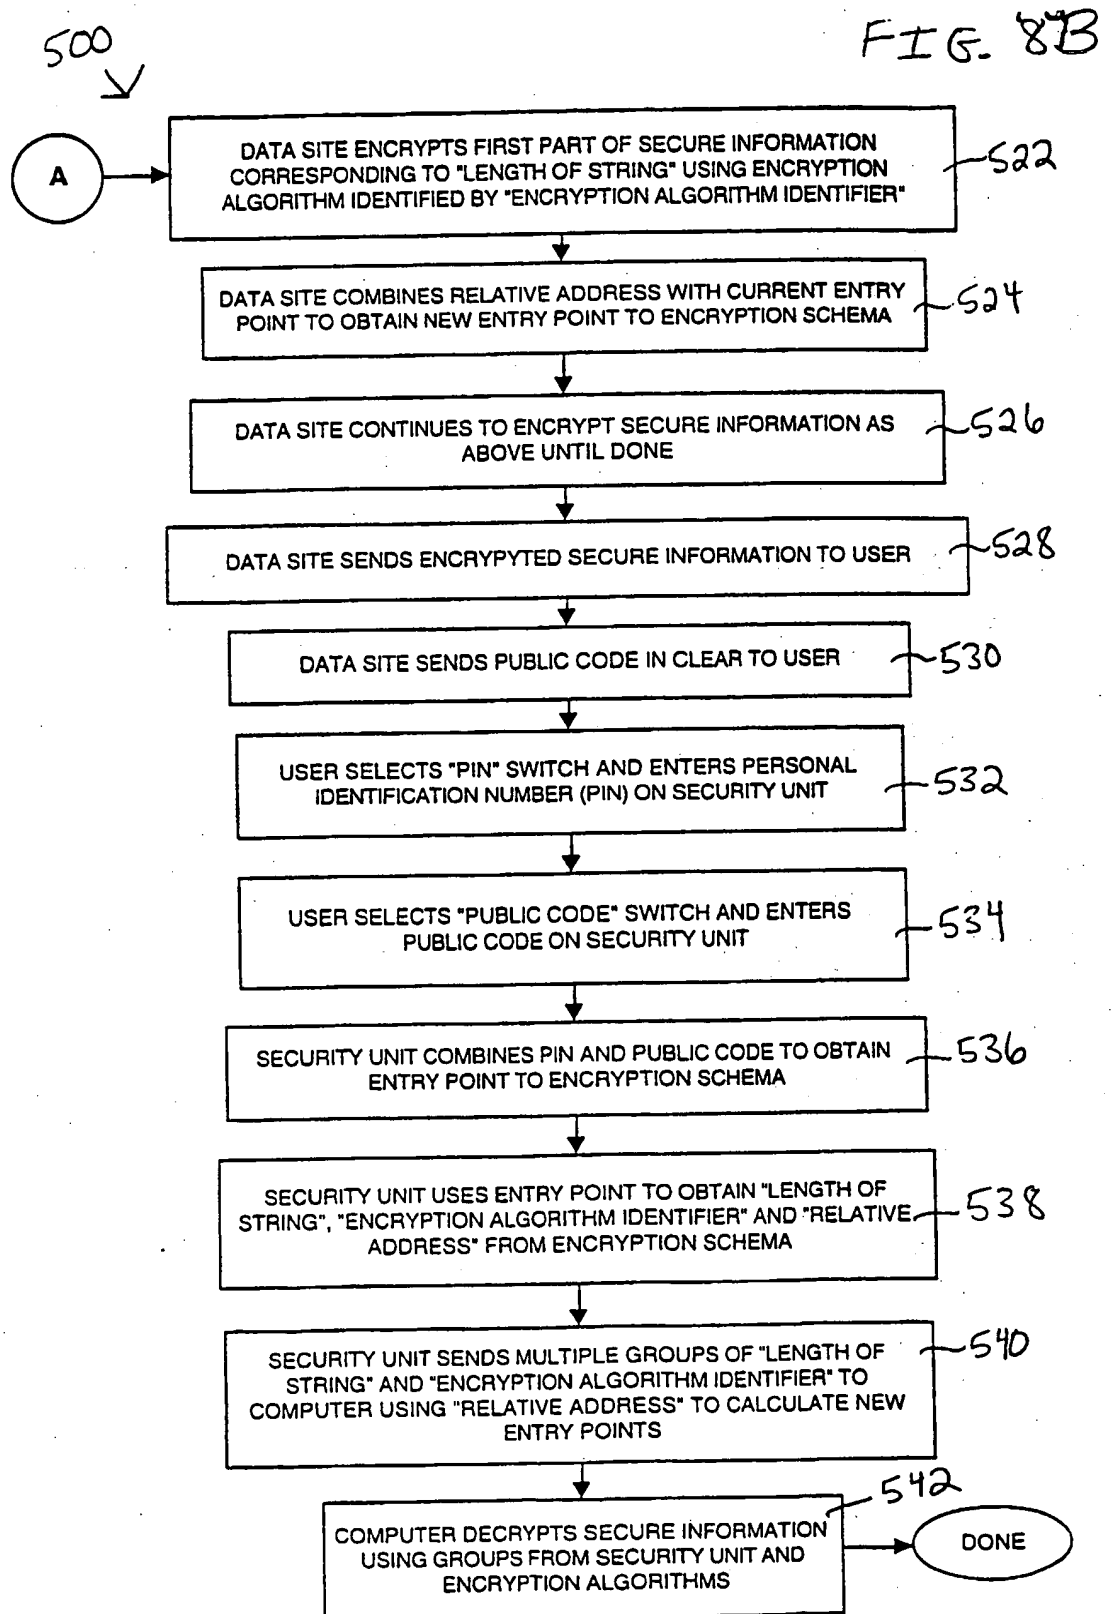 500
FIG. 8B
A
DATA SITE ENCRYPTS FIRST PART OF SECURE INFORMATION
CORRESPONDING TO "LENGTH OF STRING" USING ENCRYPTION
ALGORITHM IDENTIFIED BY "ENCRYPTION ALGORITHM IDENTIFIER"
522
DATA SITE COMBINES RELATIVE ADDRESS WITH CURRENT ENTRY
POINT TO OBTAIN NEW ENTRY POINT TO ENCRYPTION SCHEMA
524
DATA SITE CONTINUES TO ENCRYPT SECURE INFORMATION AS
ABOVE UNTIL DONE
526
DATA SITE SENDS ENCRYPYTED SECURE INFORMATION TO USER
528
DATA SITE SENDS PUBLIC CODE IN CLEAR TO USER
530
USER SELECTS "PIN" SWITCH AND ENTERS PERSONAL
IDENTIFICATION NUMBER (PIN) ON SECURITY UNIT
532
USER SELECTS "PUBLIC CODE" SWITCH AND ENTERS
PUBLIC CODE ON SECURITY UNIT
534
SECURITY UNIT COMBINES PIN AND PUBLIC CODE TO OBTAIN
ENTRY POINT TO ENCRYPTION SCHEMA
536
SECURITY UNIT USES ENTRY POINT TO OBTAIN "LENGTH OF
STRING", "ENCRYPTION ALGORITHM IDENTIFIER" AND "RELATIVE
ADDRESS" FROM ENCRYPTION SCHEMA
538
SECURITY UNIT SENDS MULTIPLE GROUPS OF "LENGTH OF
STRING" AND "ENCRYPTION ALGORITHM IDENTIFIER" TO
COMPUTER USING "RELATIVE ADDRESS" TO CALCULATE NEW
ENTRY POINTS
540
COMPUTER DECRYPTS SECURE INFORMATION
USING GROUPS FROM SECURITY UNIT AND
ENCRYPTION ALGORITHMS
542
DONE